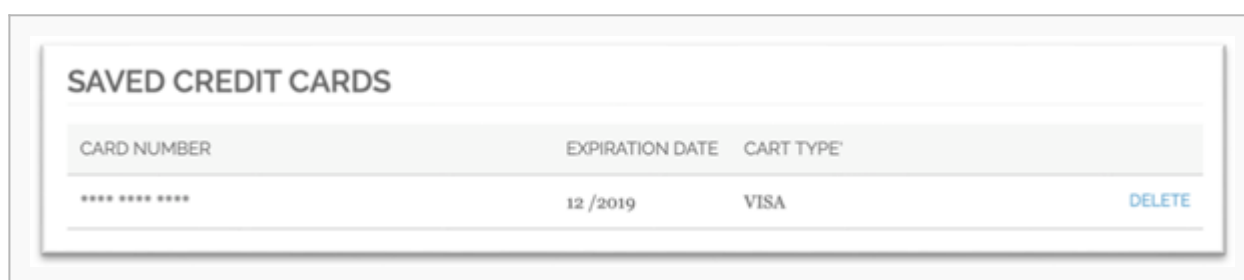 SAVED CREDIT CARDS
CARD NUMBER EXPIRATION DATE CART TYPE'
**** **** **** 12 /2019 VISA DELETE